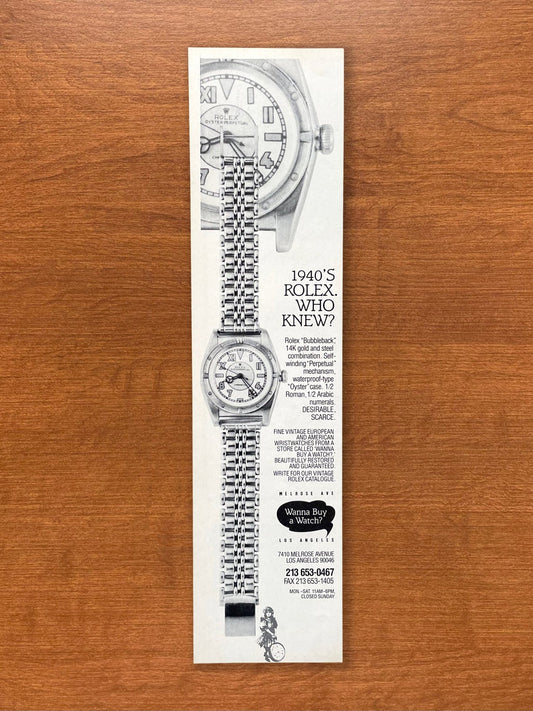 XI
I
ROLEX
OYSTER PERPETUAL
1940'S
ROLEX.
WHO
KNEW?
Rolex "Bubbleback,"
14K gold and steel
combination. Self-
winding "Perpetual"
mechanism,
waterproof-type
"Oyster" case. 1/2
Roman, 1/2 Arabic
numerals.
DESIRABLE,
SCARCE.
FINE VINTAGE EUROPEAN
AND AMERICAN
WRISTWATCHES FROM A
STORE CALLED 'WANNA
BUY A WATCH?,'
BEAUTIFULLY RESTORED
AND GUARANTEED.
WRITE FOR OUR VINTAGE
ROLEX CATALOGUE.
MELROSE AVE
Wanna Buy
a Watch?
LOS ANGELES
7410 MELROSE AVENUE
LOS ANGELES 90046
213 653-0467
FAX 213 653-1405
MON.-SAT. 11AM-6PM,
CLOSED SUNDAY